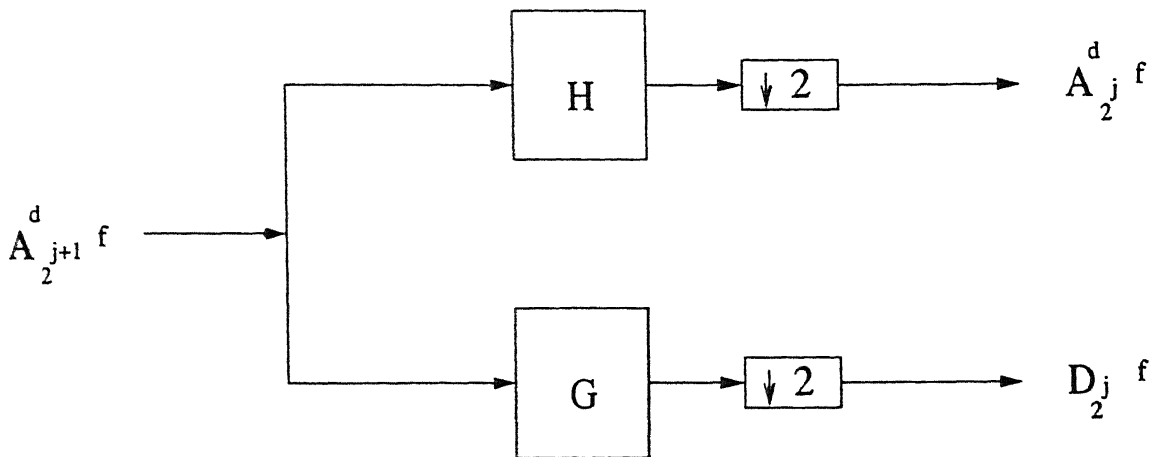 H
↓ 2
A^d_{2^j} f
A^d_{2^{j+1}} f
G
↓ 2
D_{2^j} f